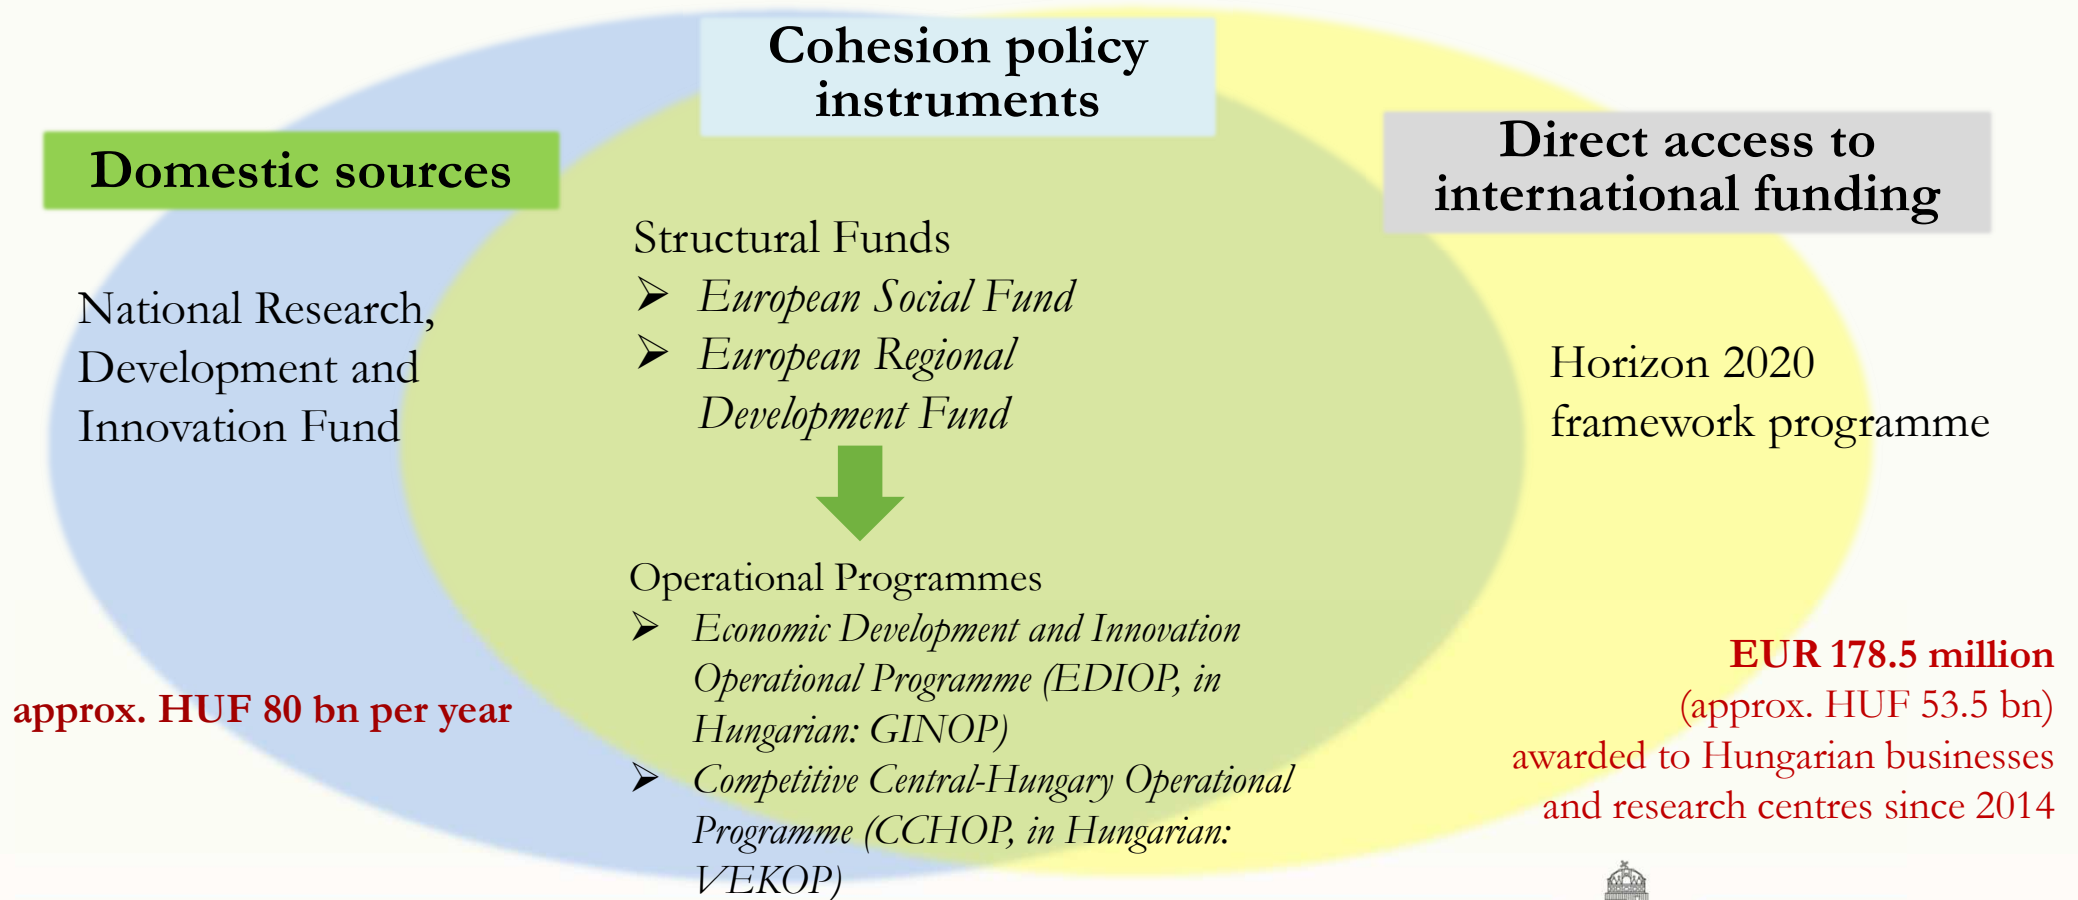 Cohesion policy
instruments
Domestic sources
Direct access to
international funding
National Research,
Development and
Innovation Fund
approx. HUF 80 bn per year
Structural Funds
➢ European Social Fund
➢ European Regional
Development Fund
Operational Programmes
➢ Economic Development and Innovation
Operational Programme (EDIOP, in
Hungarian: GINOP)
➢ Competitive Central-Hungary Operational
Programme (CCHOP, in Hungarian:
VEKOP)
Horizon 2020
framework programme
EUR 178.5 million
(approx. HUF 53.5 bn)
awarded to Hungarian businesses
and research centres since 2014